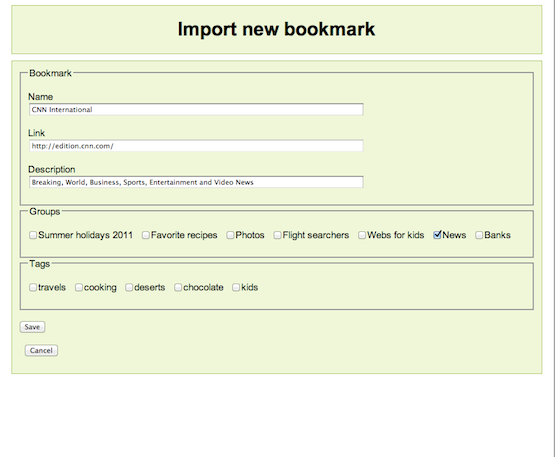 Import new bookmark
Bookmark
Name
CNN International
Link
http://edition.cnn.com/
Description
Breaking, World, Business, Sports, Entertainment and Video News
Groups
Summer holidays 2011 Favorite recipes Photos Flight searchers Webs for kids News Banks
Tags
travels cooking deserts chocolate kids
Save
Cancel